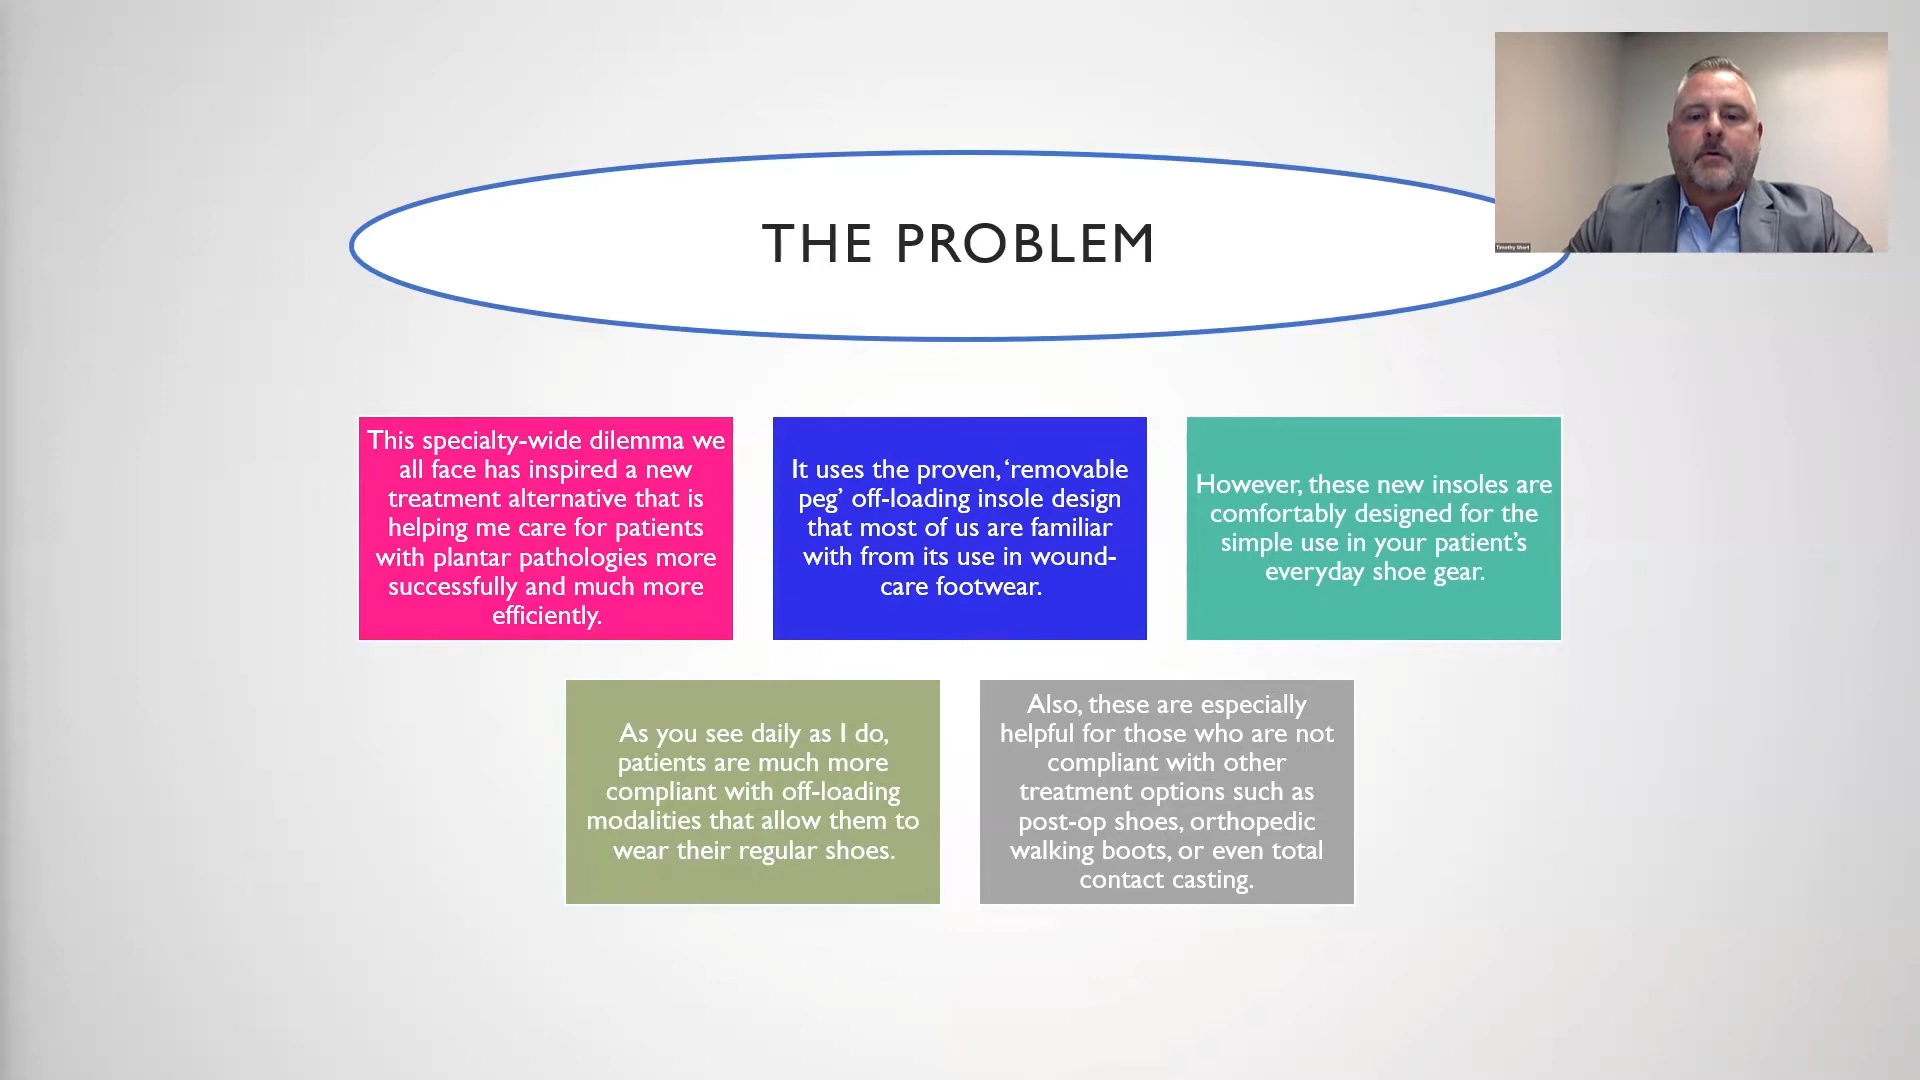 THE PROBLEM
Timothy Short
This specialty-wide dilemma we
all face has inspired a new
treatment alternative that is
helping me care for patients
with plantar pathologies more
successfully and much more
efficiently.
It uses the proven, ‘removable
peg’ off-loading insole design
that most of us are familiar
with from its use in wound-
care footwear.
However, these new insoles are
comfortably designed for the
simple use in your patient’s
everyday shoe gear.
As you see daily as I do,
patients are much more
compliant with off-loading
modalities that allow them to
wear their regular shoes.
Also, these are especially
helpful for those who are not
compliant with other
treatment options such as
post-op shoes, orthopedic
walking boots, or even total
contact casting.